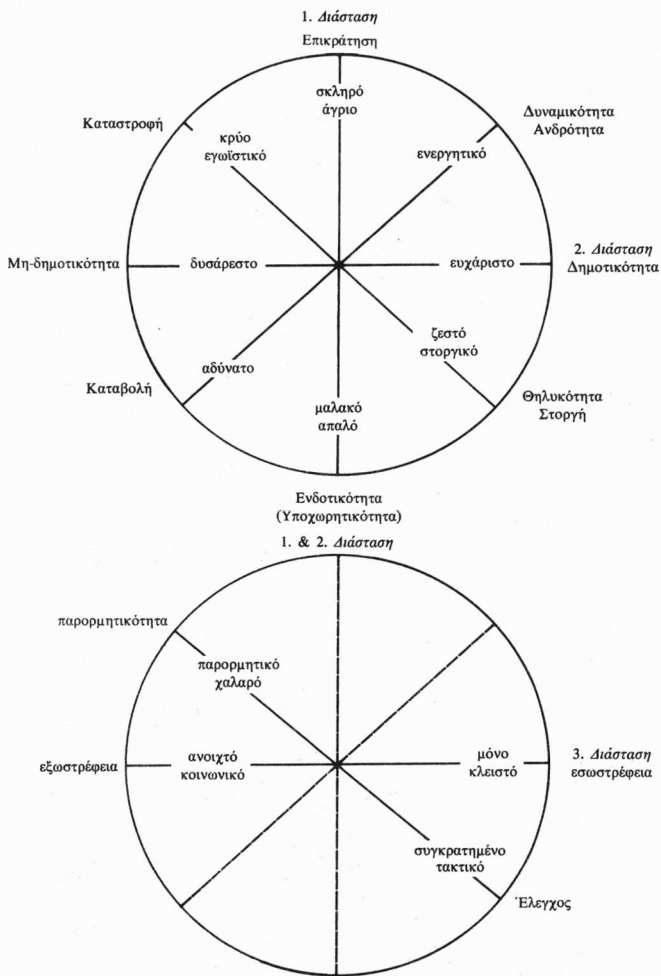 1. Διάσταση
Επικράτηση
σκληρό
άγριο
Δυναμικότητα
Ανδρότητα
Καταστροφή
κρύο
εγωϊστικό
ενεργητικό
2. Διάσταση
Δημοτικότητα
Μη-δημοτικότητα
δυσάρεστο
ευχάριστο
ζεστό
στοργικό
αδύνατο
Καταβολή
Θηλυκότητα
Στοργή
μαλακό
απαλό
Ενδοτικότητα
(Υποχωρητικότητα)
1. & 2. Διάσταση
παρορμητικότητα
παρορμητικό
χαλαρό
εξωστρέφεια
ανοιχτό
κοινωνικό
μόνο
κλειστό
3. Διάσταση
εσωστρέφεια
συγκρατημένο
τακτικό
Έλεγχος